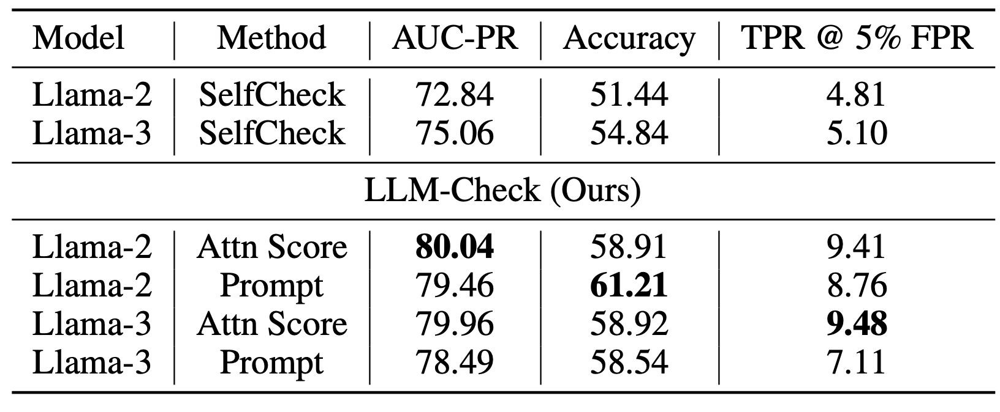 Model Method AUC-PR Accuracy TPR @ 5% FPR
Llama-2 SelfCheck 72.84 51.44 4.81
Llama-3 SelfCheck 75.06 54.84 5.10
LLM-Check (Ours)
Llama-2 Attn Score 80.04 58.91 9.41
Llama-2 Prompt 79.46 61.21 8.76
Llama-3 Attn Score 79.96 58.92 9.48
Llama-3 Prompt 78.49 58.54 7.11